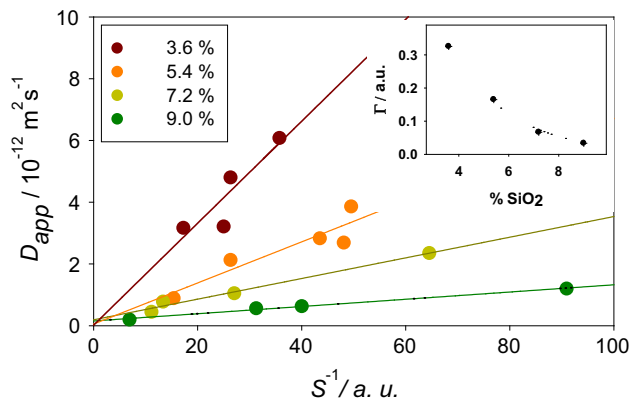 10
8
6
4
2
0
D_app / 10⁻¹² m² s⁻¹
3.6 %
5.4 %
7.2 %
9.0 %
0.3
0.2
0.1
0.0
Γ / a.u.
4 6 8
% SiO₂
0 20 40 60 80 100
S⁻¹/ a. u.